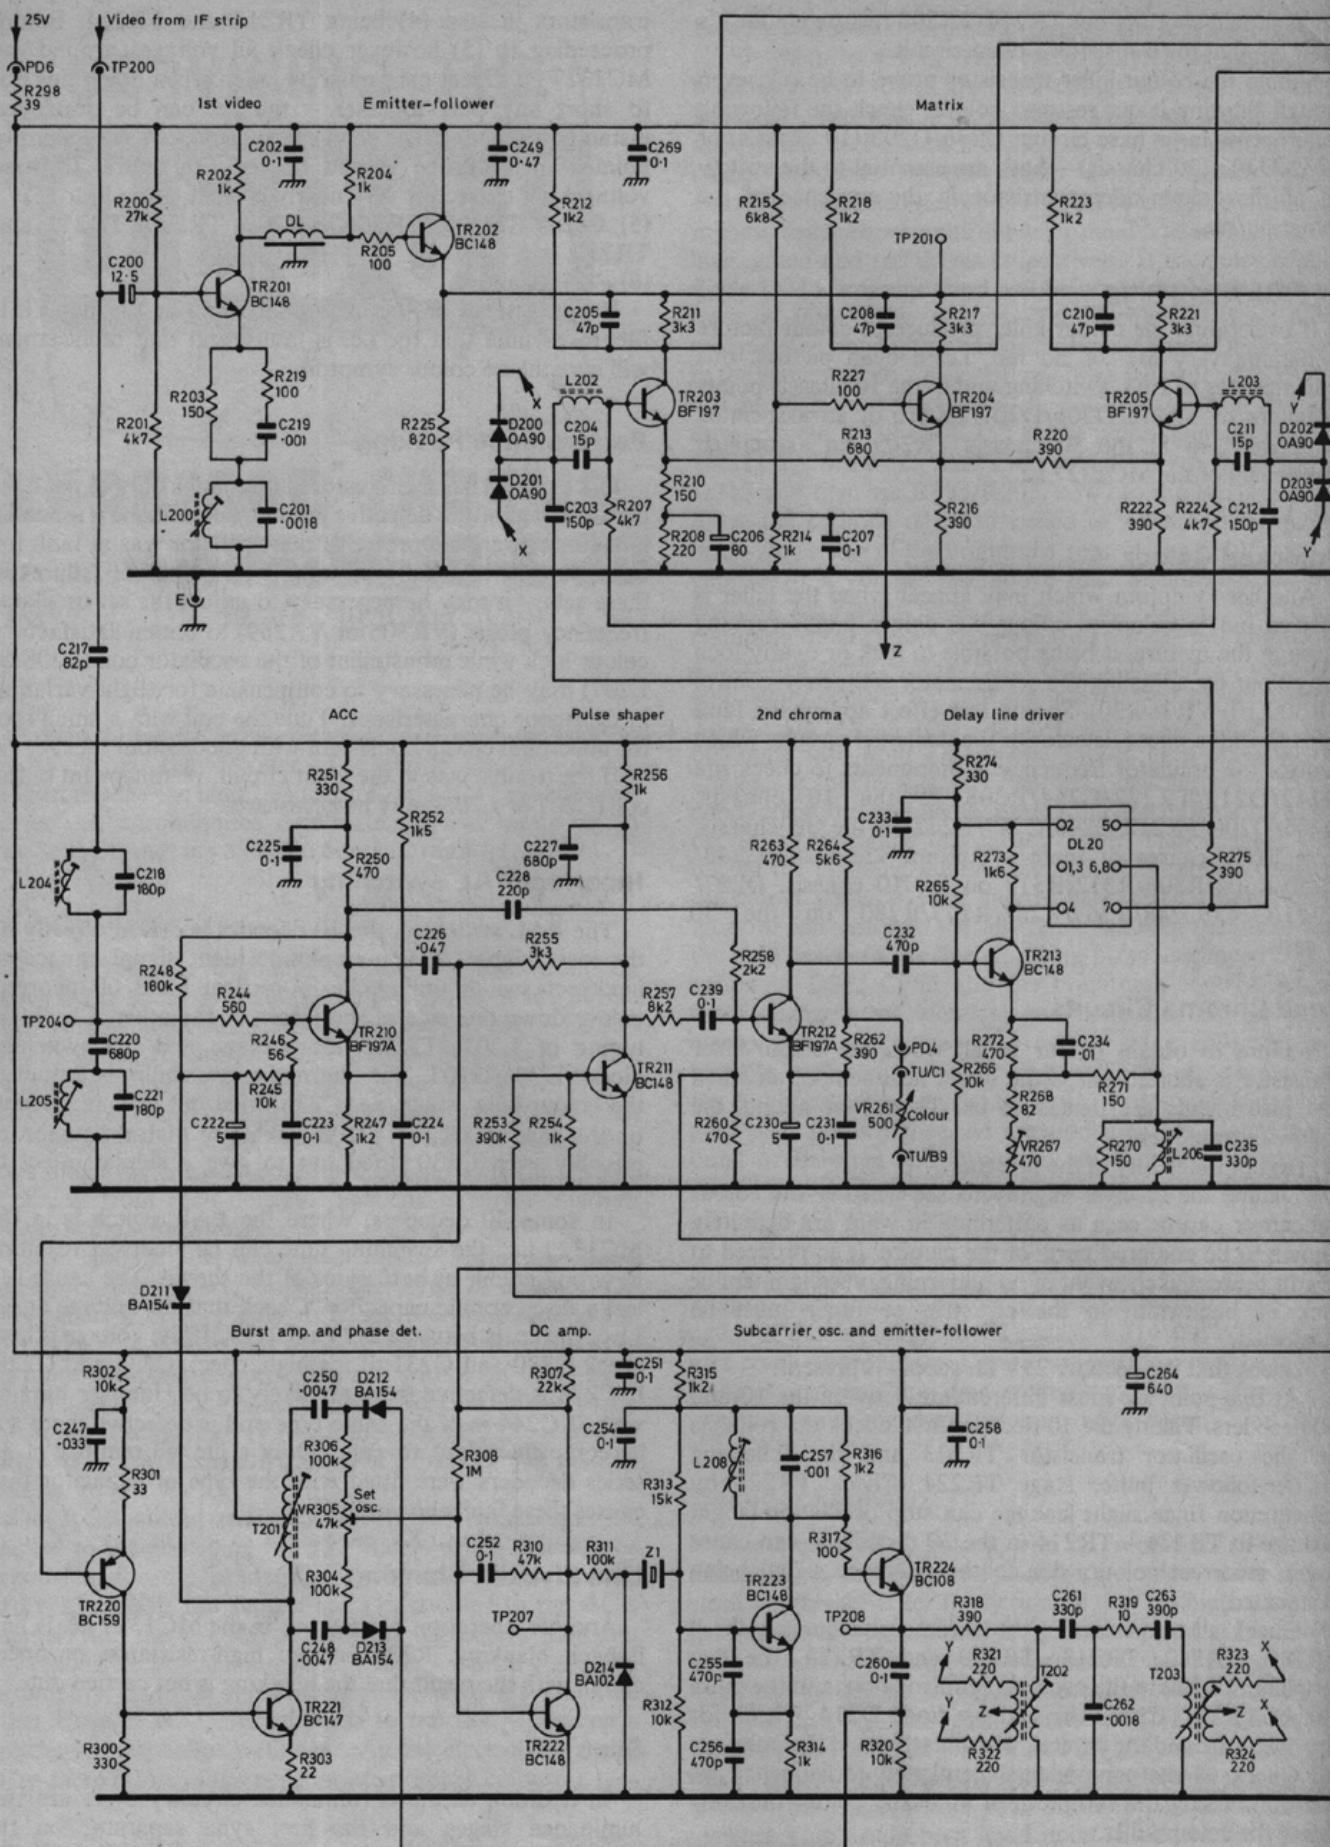 25V
Video from IF strip
PD6
TP200
R298
39
1st video
Emitter-follower
Matrix
C202
0·1
C249
0·47
C269
0·1
R202
1k
R204
1k
R200
27k
R212
1k2
R215
6k8
R218
1k2
R223
1k2
DL
TR202
BC148
R205
100
TP201
C200
12·5
TR201
BC148
C205
47p
R211
3k3
C208
47p
R217
3k3
C210
47p
R221
3k3
R219
100
R203
150
X
L202
TR203
BF197
R227
100
TR204
BF197
TR205
BF197
L203
Y
R201
4k7
C219
·001
R225
820
D200
OA90
C204
15p
R213
680
R220
390
C211
15p
D202
OA90
D201
OA90
R210
150
D203
OA90
L200
C201
·0018
C203
150p
R207
4k7
R216
390
R222
390
R224
4k7
C212
150p
X
R208
220
C206
80
R214
1k
C207
0·1
Y
E
C217
82p
Z
ACC
Pulse shaper
2nd chroma
Delay line driver
R251
330
R256
1k
R274
330
R252
1k5
C225
0·1
C227
680p
C233
0·1
2
5
DL20
R250
470
R263
470
R264
5k6
R273
1k6
1,3 6,8
R275
390
L204
C218
180p
C228
220p
R265
10k
4
7
C226
·047
R255
3k3
C232
470p
R248
180k
R258
2k2
TR213
BC148
R244
560
R257
8k2
C239
0·1
TP204
TR210
BF197A
TR212
BF197A
C220
680p
R246
56
R262
390
PD4
R272
470
C234
·01
TR211
BC148
TU/C1
R266
10k
R245
10k
R271
150
L205
C221
180p
VR261
500
Colour
R268
82
C222
5
C223
0·1
R247
1k2
C224
0·1
R253
390k
R254
1k
R260
470
C230
5
C231
0·1
VR267
470
R270
150
L206
C235
330p
TU/B9
D211
BA154
Burst amp. and phase det.
DC amp.
Subcarrier osc. and emitter-follower
R302
10k
C250
·0047
D212
BA154
R307
22k
C251
0·1
R315
1k2
C264
640
C247
·033
R306
100k
C254
0·1
C258
0·1
R301
33
R308
1M
L208
C257
·001
R316
1k2
T201
VR305
47k
Set
osc.
R313
15k
R317
100
C252
0·1
R310
47k
R311
100k
Z1
TR220
BC159
R304
100k
TR224
BC108
TR223
BC148
TP207
TP208
R318
390
C261
330p
R319
10
C263
390p
C248
·0047
D213
BA154
C255
470p
C260
0·1
Y
R321
220
T202
T203
R323
220
X
D214
BA102
TR221
BC147
R312
10k
Y
Z
C262
·0018
Z
X
R300
330
R303
22
TR222
BC148
C256
470p
R314
1k
R320
10k
R322
220
R324
220